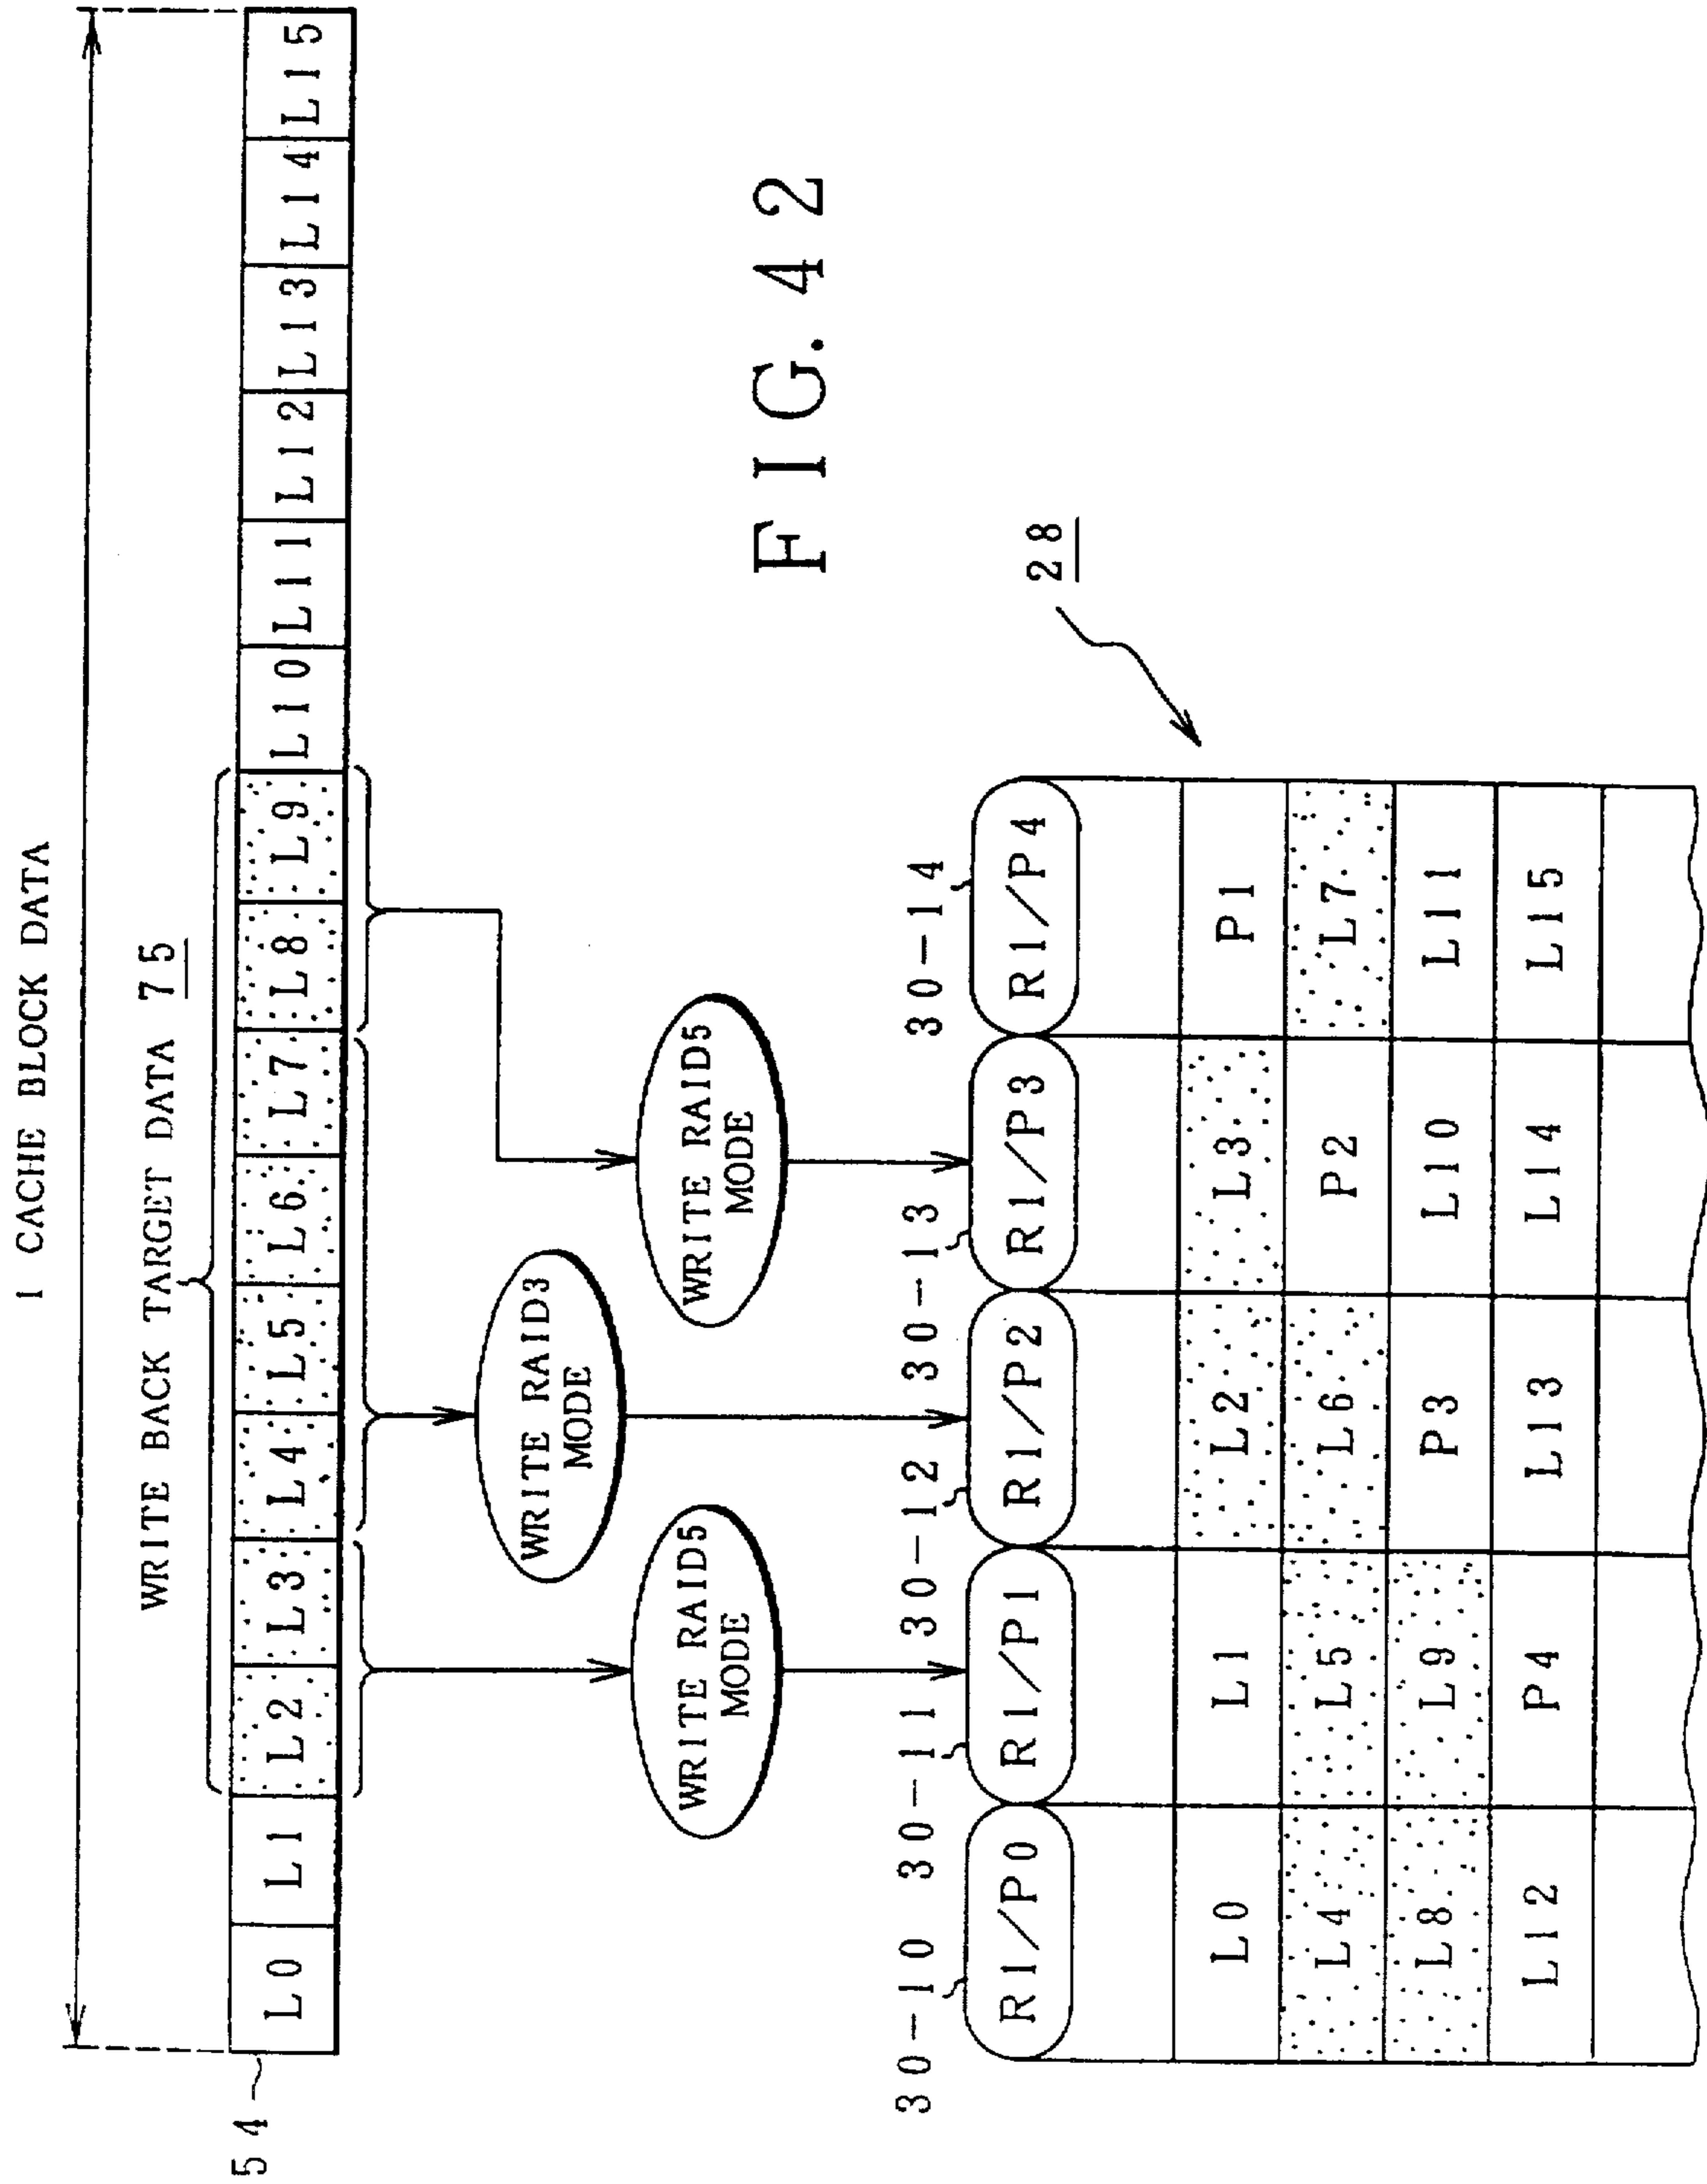 1 CACHE BLOCK DATA
WRITE BACK TARGET DATA 75
54
L0 L1 L2 L3 L4 L5 L6 L7 L8 L9 L10 L11 L12 L13 L14 L15
WRITE RAID3
MODE
WRITE RAID5
MODE
WRITE RAID5
MODE
FIG. 42
30-10 30-11 30-12 30-13 30-14
R1/P0 R1/P1 R1/P2 R1/P3 R1/P4
28
L0 L1 L2 L3 P1
L4 L5 L6 P2 L7
L8 L9 P3 L10 L11
L12 P4 L13 L14 L15